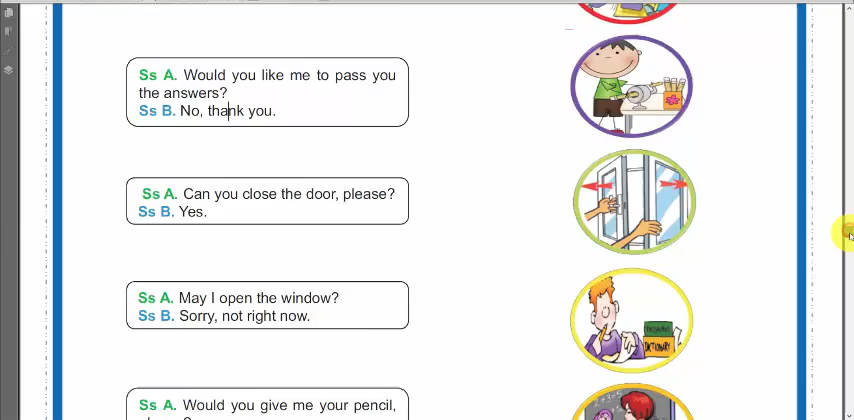 Ss A. Would you like me to pass you
the answers?
Ss B. No, thank you.
Ss A. Can you close the door, please?
Ss B. Yes.
Ss A. May I open the window?
Ss B. Sorry, not right now.
DICTIONARY
Ss A. Would you give me your pencil,